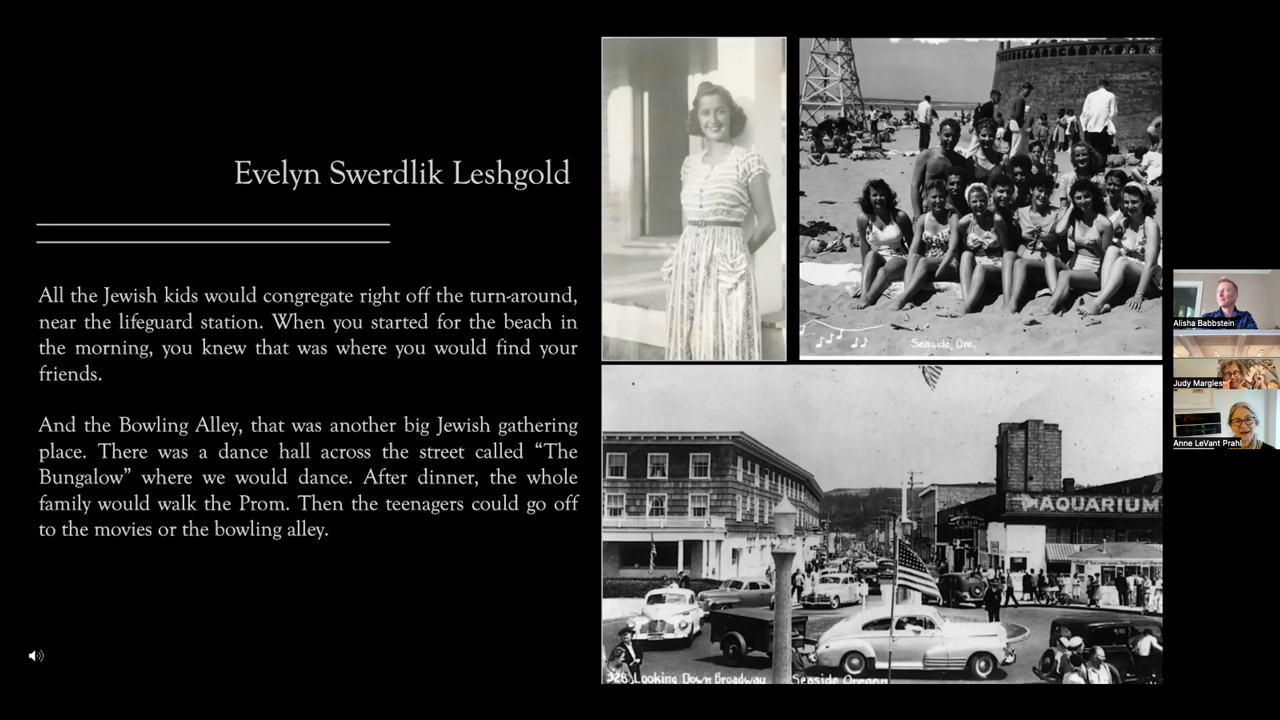 Evelyn Swerdlik Leshgold
All the Jewish kids would congregate right off the turn-around,
near the lifeguard station. When you started for the beach in
the morning, you knew that was where you would find your
friends.
And the Bowling Alley, that was another big Jewish gathering
place. There was a dance hall across the street called “The
Bungalow” where we would dance. After dinner, the whole
family would walk the Prom. Then the teenagers could go off
to the movies or the bowling alley.
Seaside, Ore.
AQUARIUM
328 Looking Down Broadway Seaside Oregon
Alisha Babbstein
Judy Margles
Anne LeVant Prahl